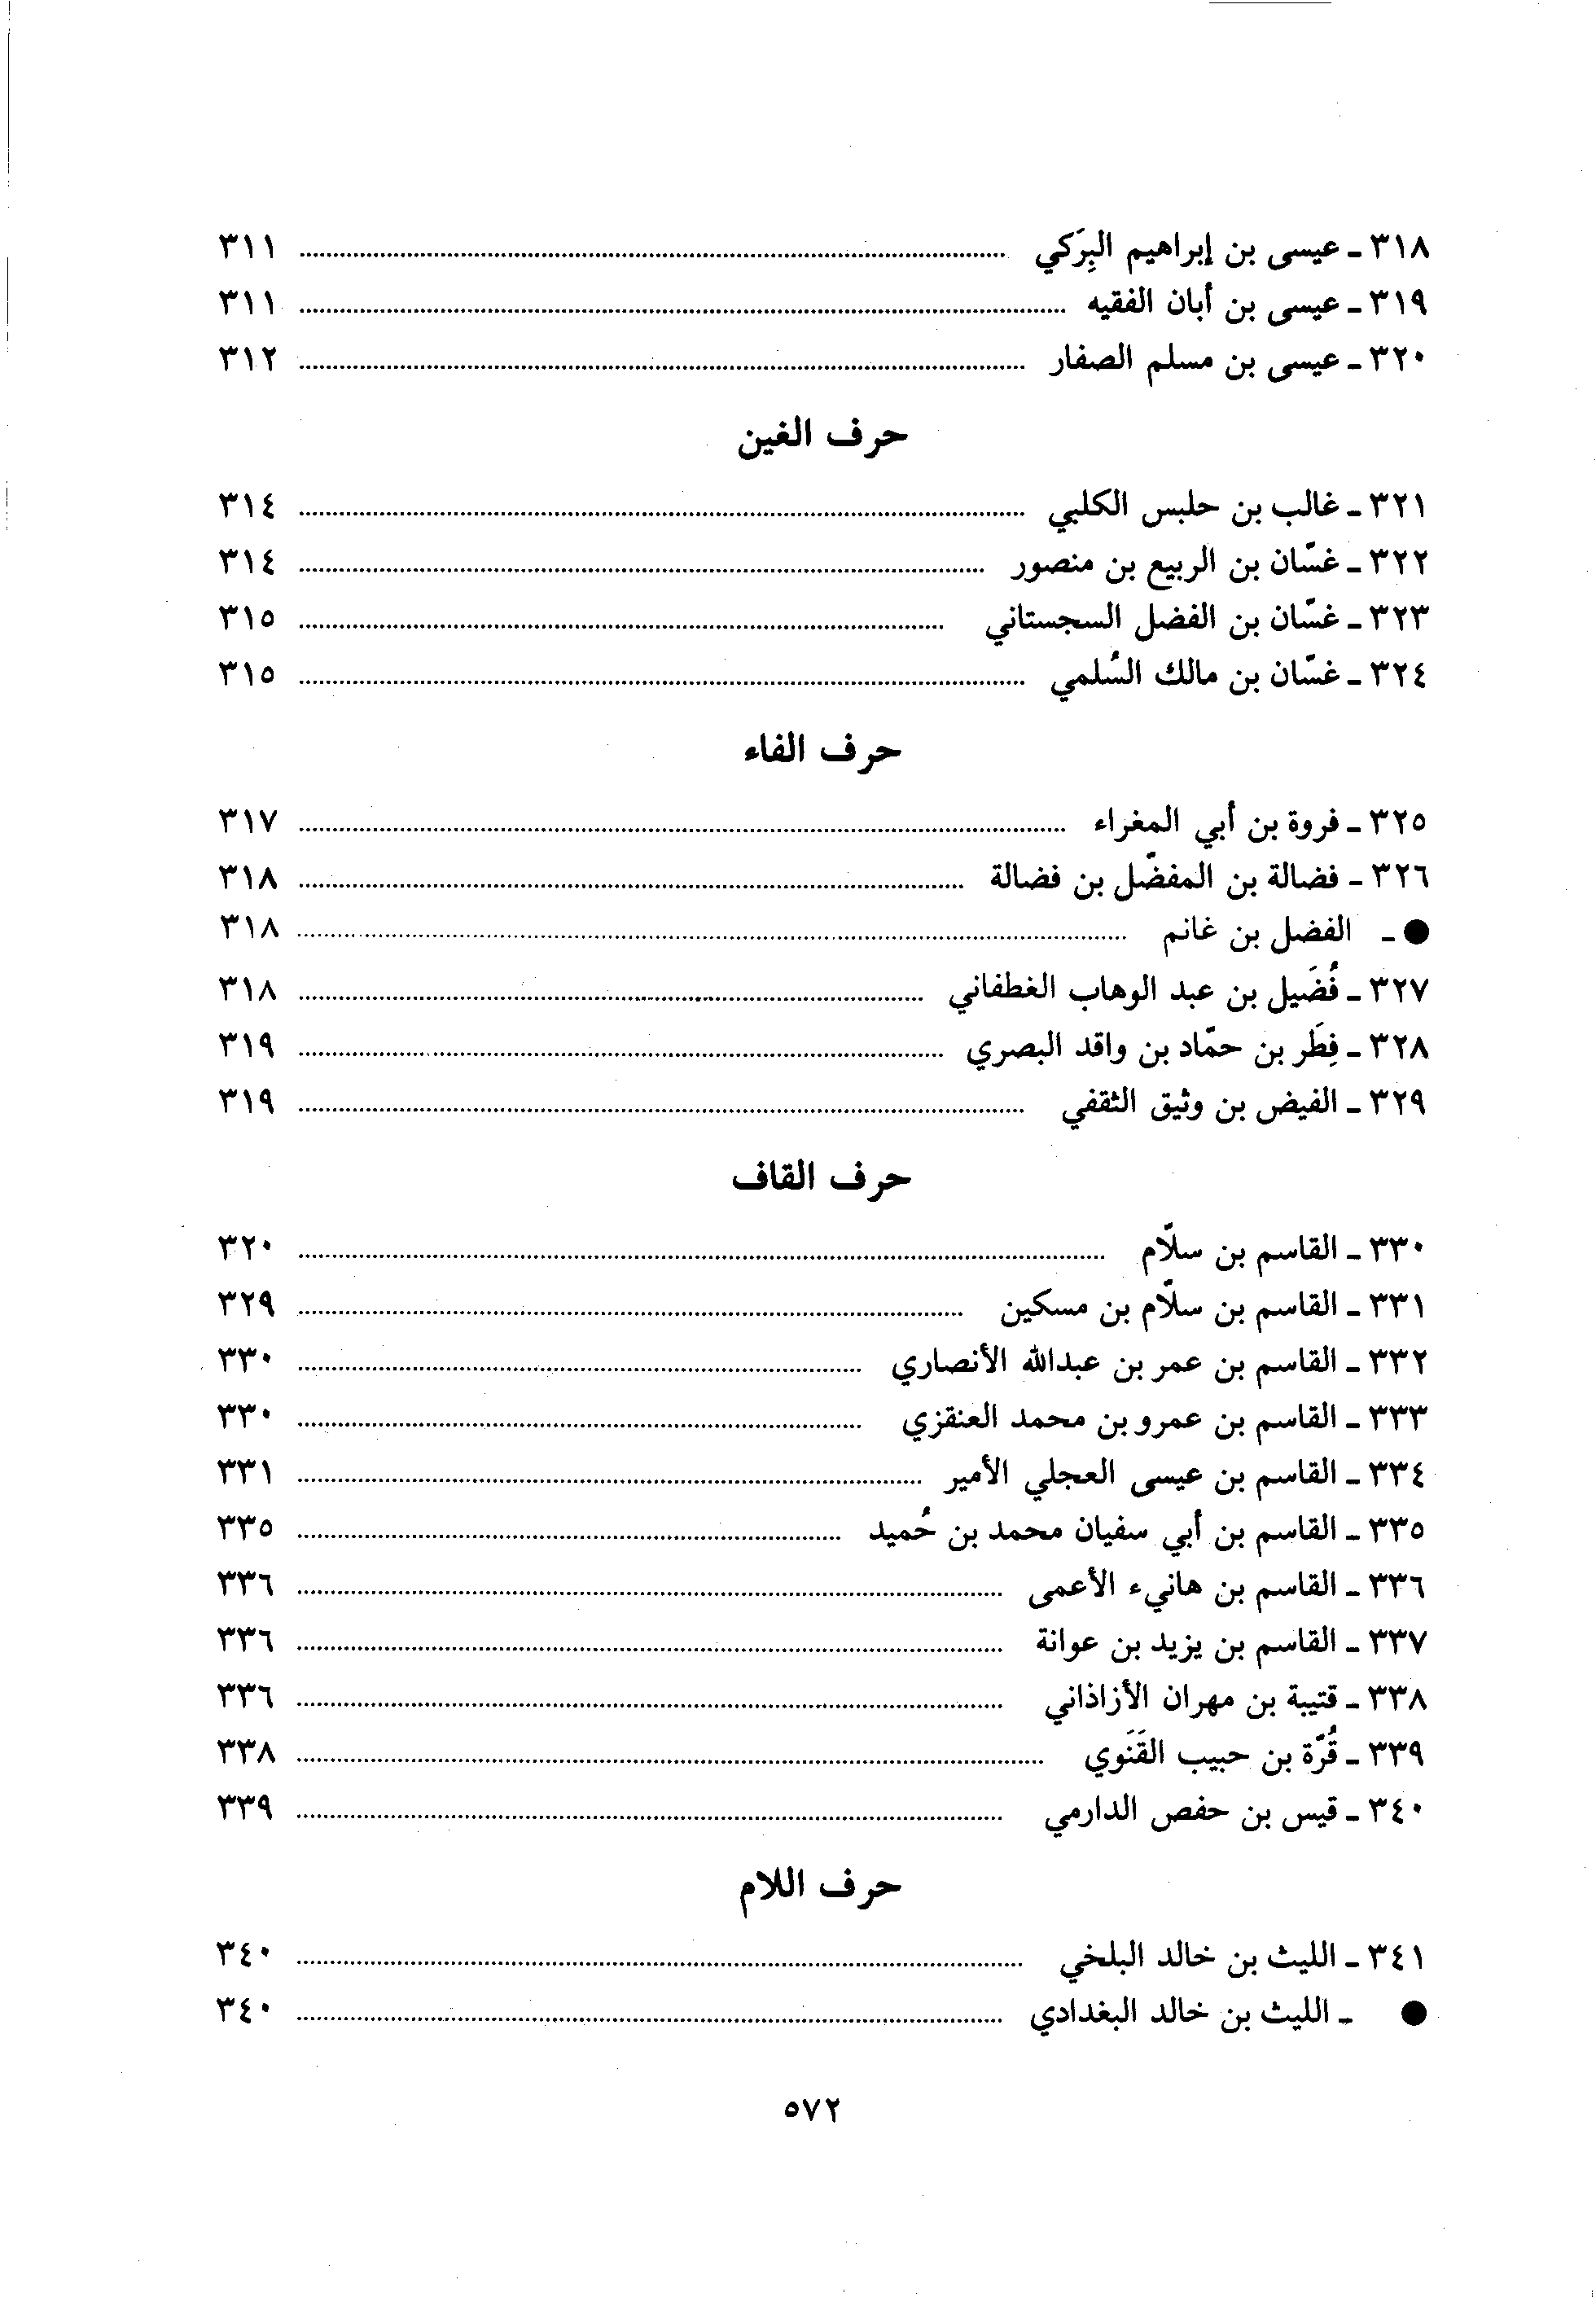 ٣١٨ ـ عيسى بن إبراهيم البِرَكي ........ ٣١١
٣١٩ ـ عيسى بن أبان الفقيه ........ ٣١١
٣٢٠ ـ عيسى بن مسلم الصفار ........ ٣١٢
حرف الغين
٣٢١ ـ غالب بن حلبس الكلبي ........ ٣١٤
٣٢٢ ـ غسّان بن الربيع بن منصور ........ ٣١٤
٣٢٣ ـ غسّان بن الفضل السجستاني ........ ٣١٥
٣٢٤ ـ غسّان بن مالك السُلمي ........ ٣١٥
حرف الفاء
٣٢٥ ـ فروة بن أبي المغراء ........ ٣١٧
٣٢٦ ـ فضالة بن المفضّل بن فضالة ........ ٣١٨
● ـ الفضل بن غانم ........ ٣١٨
٣٢٧ ـ فُضَيل بن عبد الوهاب الغطفاني ........ ٣١٨
٣٢٨ ـ فِطَر بن حمّاد بن واقد البصري ........ ٣١٩
٣٢٩ ـ الفيض بن وثيق الثقفي ........ ٣١٩
حرف القاف
٣٣٠ ـ القاسم بن سلّام ........ ٣٢٠
٣٣١ ـ القاسم بن سلّام بن مسكين ........ ٣٢٩
٣٣٢ ـ القاسم بن عمر بن عبدالله الأنصاري ........ ٣٣٠
٣٣٣ ـ القاسم بن عمرو بن محمد العنقزي ........ ٣٣٠
٣٣٤ ـ القاسم بن عيسى العجلي الأمير ........ ٣٣١
٣٣٥ ـ القاسم بن أبي سفيان محمد بن حُميد ........ ٣٣٥
٣٣٦ ـ القاسم بن هانيء الأعمى ........ ٣٣٦
٣٣٧ ـ القاسم بن يزيد بن عوانة ........ ٣٣٦
٣٣٨ ـ قتيبة بن مهران الأزاذاني ........ ٣٣٦
٣٣٩ ـ قُرّة بن حبيب القَنَوي ........ ٣٣٨
٣٤٠ ـ قيس بن حفص الدارمي ........ ٣٣٩
حرف اللام
٣٤١ ـ الليث بن خالد البلخي ........ ٣٤٠
● ـ الليث بن خالد البغدادي ........ ٣٤٠
٥٧٢